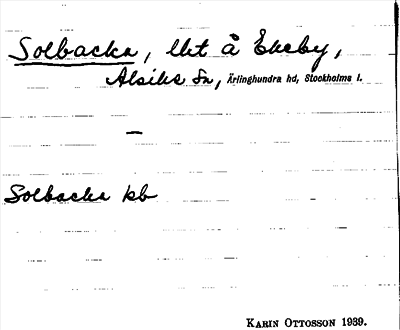 Solbacka, lht å Ekeby,
Alsike sn, Ärlinghundra hd, Stockholms l.
—
Solbacka kb
KARIN OTTOSSON 1939.